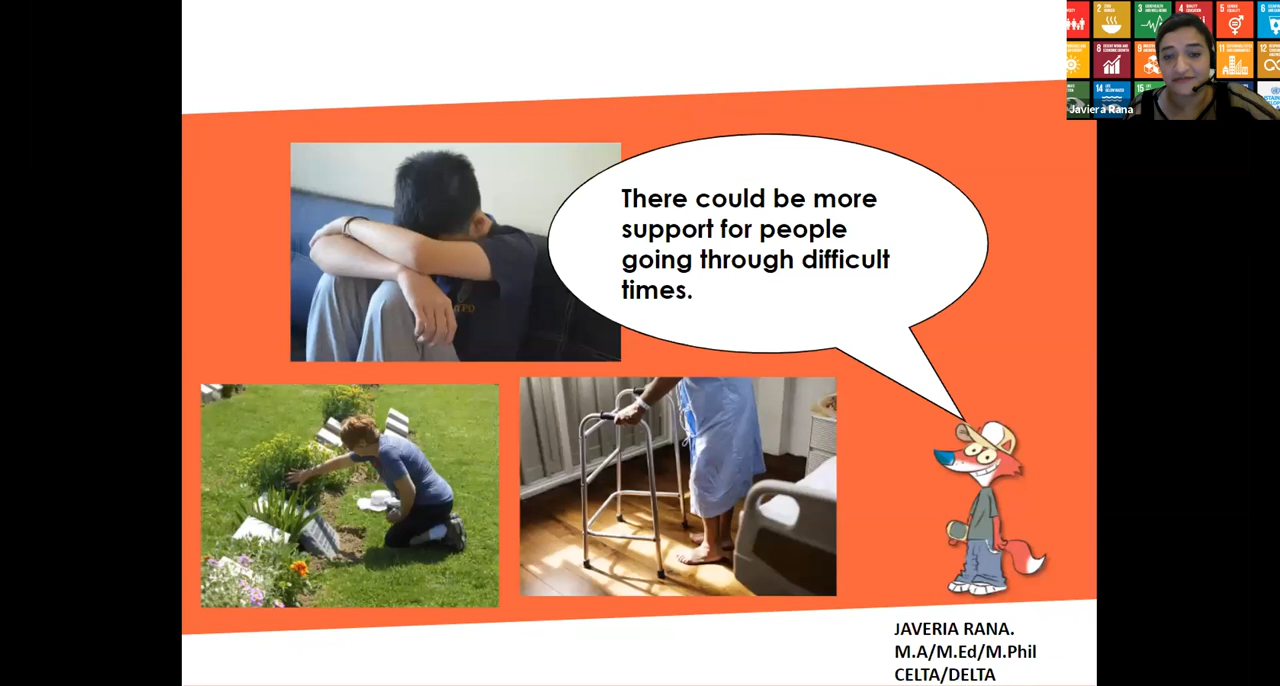 There could be more
support for people
going through difficult
times.
JAVERIA RANA.
M.A/M.Ed/M.Phil
CELTA/DELTA
Javeria Rana